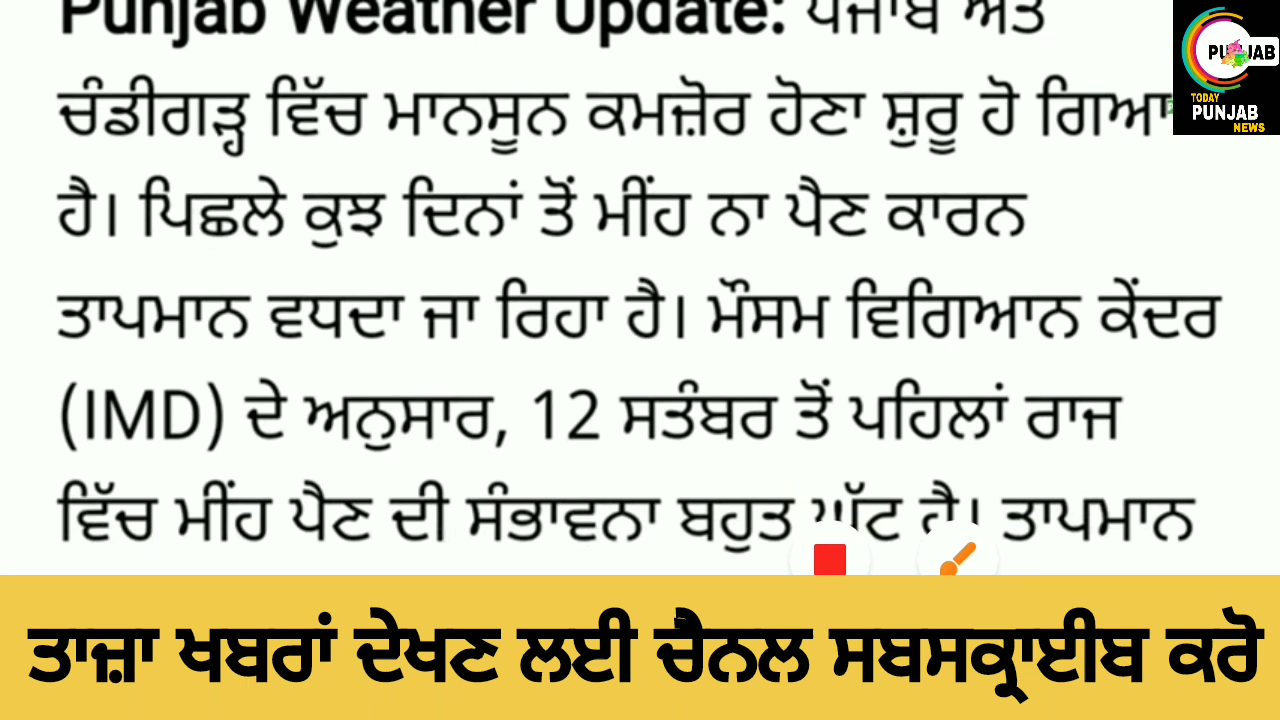 Punjab Weather Update: ਪੰਜਾਬ ਅਤੇ
ਚੰਡੀਗੜ੍ਹ ਵਿੱਚ ਮਾਨਸੂਨ ਕਮਜ਼ੋਰ ਹੋਣਾ ਸ਼ੁਰੂ ਹੋ ਗਿਆ
ਹੈ। ਪਿਛਲੇ ਕੁਝ ਦਿਨਾਂ ਤੋਂ ਮੀਂਹ ਨਾ ਪੈਣ ਕਾਰਨ
ਤਾਪਮਾਨ ਵਧਦਾ ਜਾ ਰਿਹਾ ਹੈ। ਮੌਸਮ ਵਿਗਿਆਨ ਕੇਂਦਰ
(IMD) ਦੇ ਅਨੁਸਾਰ, 12 ਸਤੰਬਰ ਤੋਂ ਪਹਿਲਾਂ ਰਾਜ
ਵਿੱਚ ਮੀਂਹ ਪੈਣ ਦੀ ਸੰਭਾਵਨਾ ਬਹੁਤ ਘੱਟ ਹੈ। ਤਾਪਮਾਨ
PUNJAB
TODAY
PUNJAB
NEWS
ਤਾਜ਼ਾ ਖਬਰਾਂ ਦੇਖਣ ਲਈ ਚੈਨਲ ਸਬਸਕ੍ਰਾਈਬ ਕਰੋ